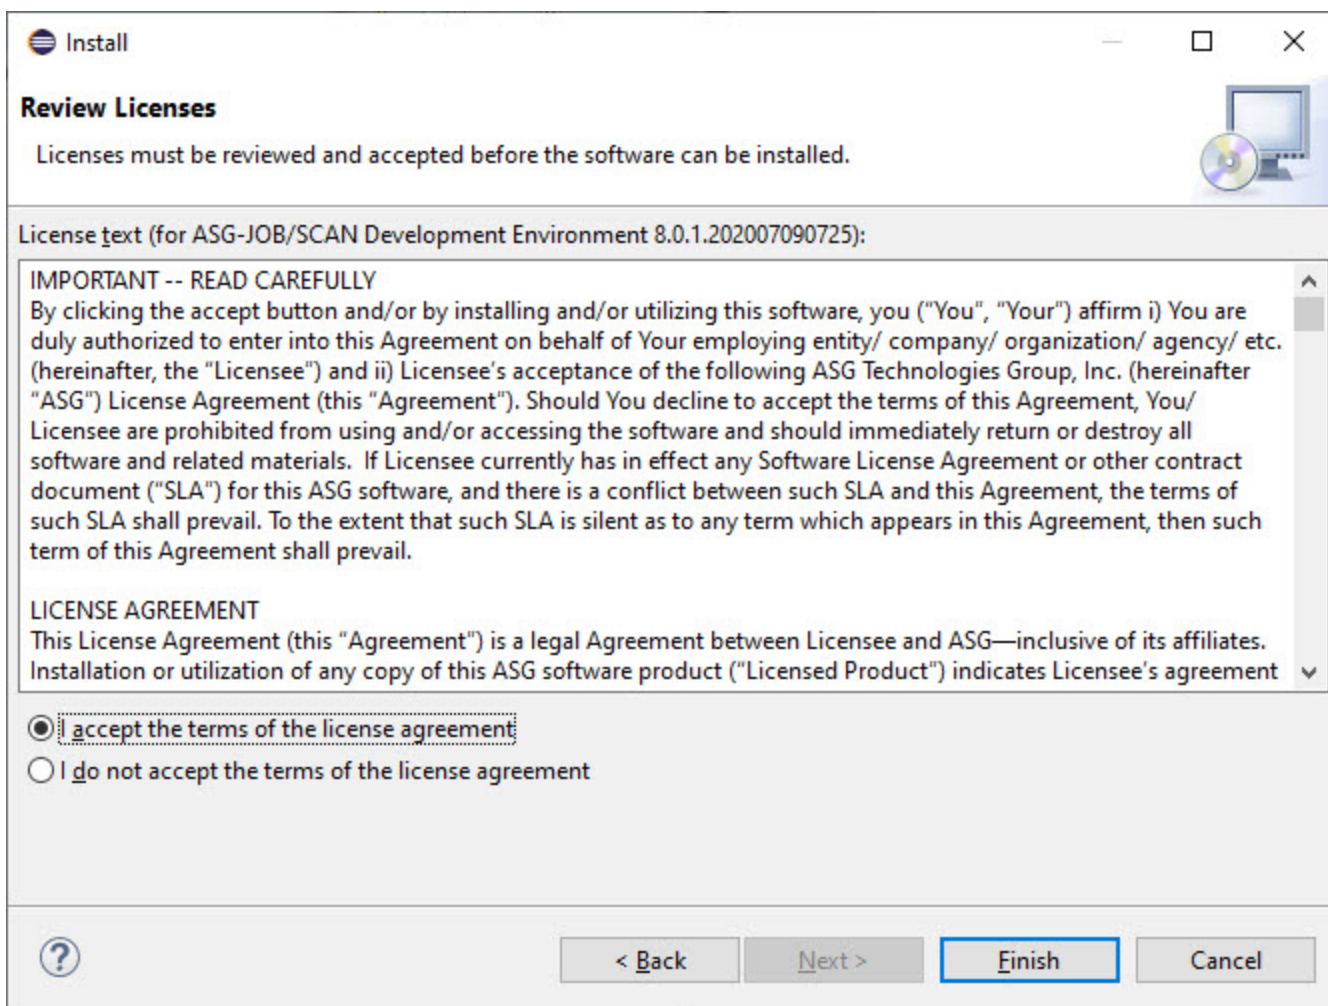 Install
Review Licenses
Licenses must be reviewed and accepted before the software can be installed.
License text (for ASG-JOB/SCAN Development Environment 8.0.1.202007090725):
IMPORTANT -- READ CAREFULLY
By clicking the accept button and/or by installing and/or utilizing this software, you (“You”, “Your”) affirm i) You are
duly authorized to enter into this Agreement on behalf of Your employing entity/ company/ organization/ agency/ etc.
(hereinafter, the “Licensee”) and ii) Licensee’s acceptance of the following ASG Technologies Group, Inc. (hereinafter
“ASG”) License Agreement (this “Agreement”). Should You decline to accept the terms of this Agreement, You/
Licensee are prohibited from using and/or accessing the software and should immediately return or destroy all
software and related materials.  If Licensee currently has in effect any Software License Agreement or other contract
document (“SLA”) for this ASG software, and there is a conflict between such SLA and this Agreement, the terms of
such SLA shall prevail. To the extent that such SLA is silent as to any term which appears in this Agreement, then such
term of this Agreement shall prevail.
LICENSE AGREEMENT
This License Agreement (this “Agreement”) is a legal Agreement between Licensee and ASG—inclusive of its affiliates.
Installation or utilization of any copy of this ASG software product (“Licensed Product”) indicates Licensee’s agreement
I accept the terms of the license agreement
I do not accept the terms of the license agreement
? < Back Next > Finish Cancel